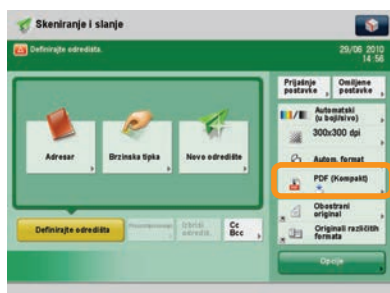 Skeniranje i slanje
Definirajte odredišta.
29/06 2010
14:56
Prijašnje postavke
Omiljene postavke
Automatski
(u boji/sivo)
300x300 dpi
Autom. format
PDF (Kompakt)
Obostrani
original
Originali različitih
formata
Opcije
Adresar
Brzinska tipka
Novo odredište
Definirajte odredišta
Cc
Bcc